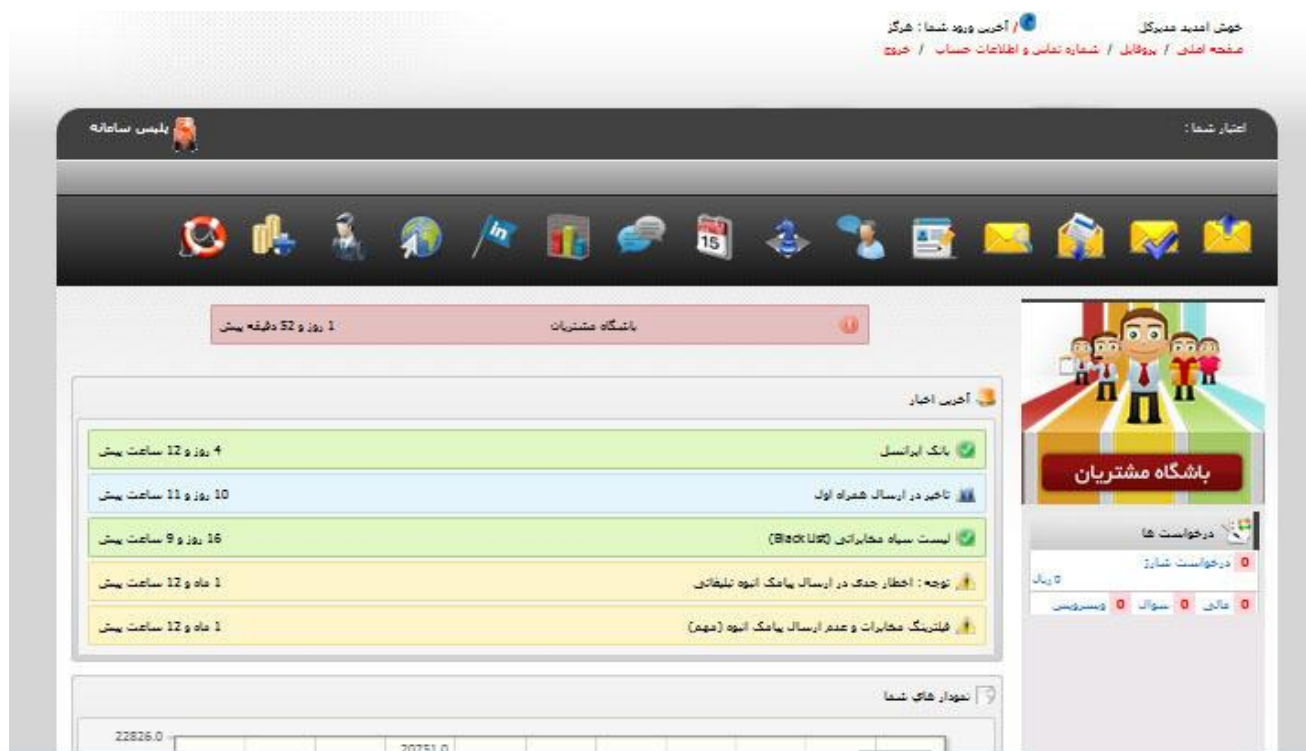 خوش آمدید مدیرکل / آخرین ورود شما : هرگز
صفحه اصلی / پروفایل / شماره تماس و اطلاعات حساب / خروج
اعتبار شما :
پلیس سامانه
15
in
باشگاه مشتریان
1 روز و 52 دقیقه پیش
باشگاه مشتریان
آخرین اخبار
بانک ایرانسل
4 روز و 12 ساعت پیش
تاخیر در ارسال همراه اول
10 روز و 11 ساعت پیش
لیست سیاه مخابراتی (Black List)
16 روز و 9 ساعت پیش
توجه : اخطار جدی در ارسال پیامک انبوه تبلیغاتی
1 ماه و 12 ساعت پیش
فیلترینگ مخابرات و عدم ارسال پیامک انبوه (مهم)
1 ماه و 12 ساعت پیش
درخواست ها
0 درخواست شارژ:
0 ریال
0 مالی 0 سوال 0 وبسرویس
نمودار های شما
22826.0
20751.0